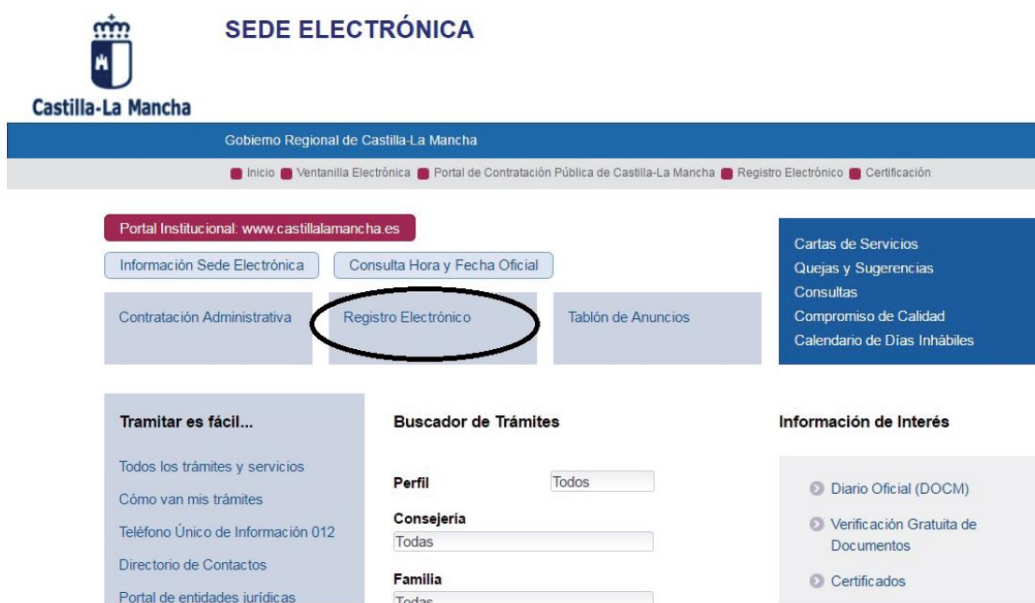 SEDE ELECTRÓNICA
Castilla-La Mancha
Gobierno Regional de Castilla-La Mancha
Inicio Ventanilla Electrónica Portal de Contratación Pública de Castilla-La Mancha Registro Electrónico Certificación
Portal Institucional: www.castillalamancha.es
Información Sede Electrónica Consulta Hora y Fecha Oficial
Contratación Administrativa Registro Electrónico Tablón de Anuncios
Cartas de Servicios
Quejas y Sugerencias
Consultas
Compromiso de Calidad
Calendario de Días Inhábiles
Tramitar es fácil...
Todos los trámites y servicios
Cómo van mis trámites
Teléfono Único de Información 012
Directorio de Contactos
Portal de entidades jurídicas
Buscador de Trámites
Perfil Todos
Consejería
Todas
Familia
Todas
Información de Interés
Diario Oficial (DOCM)
Verificación Gratuita de
Documentos
Certificados